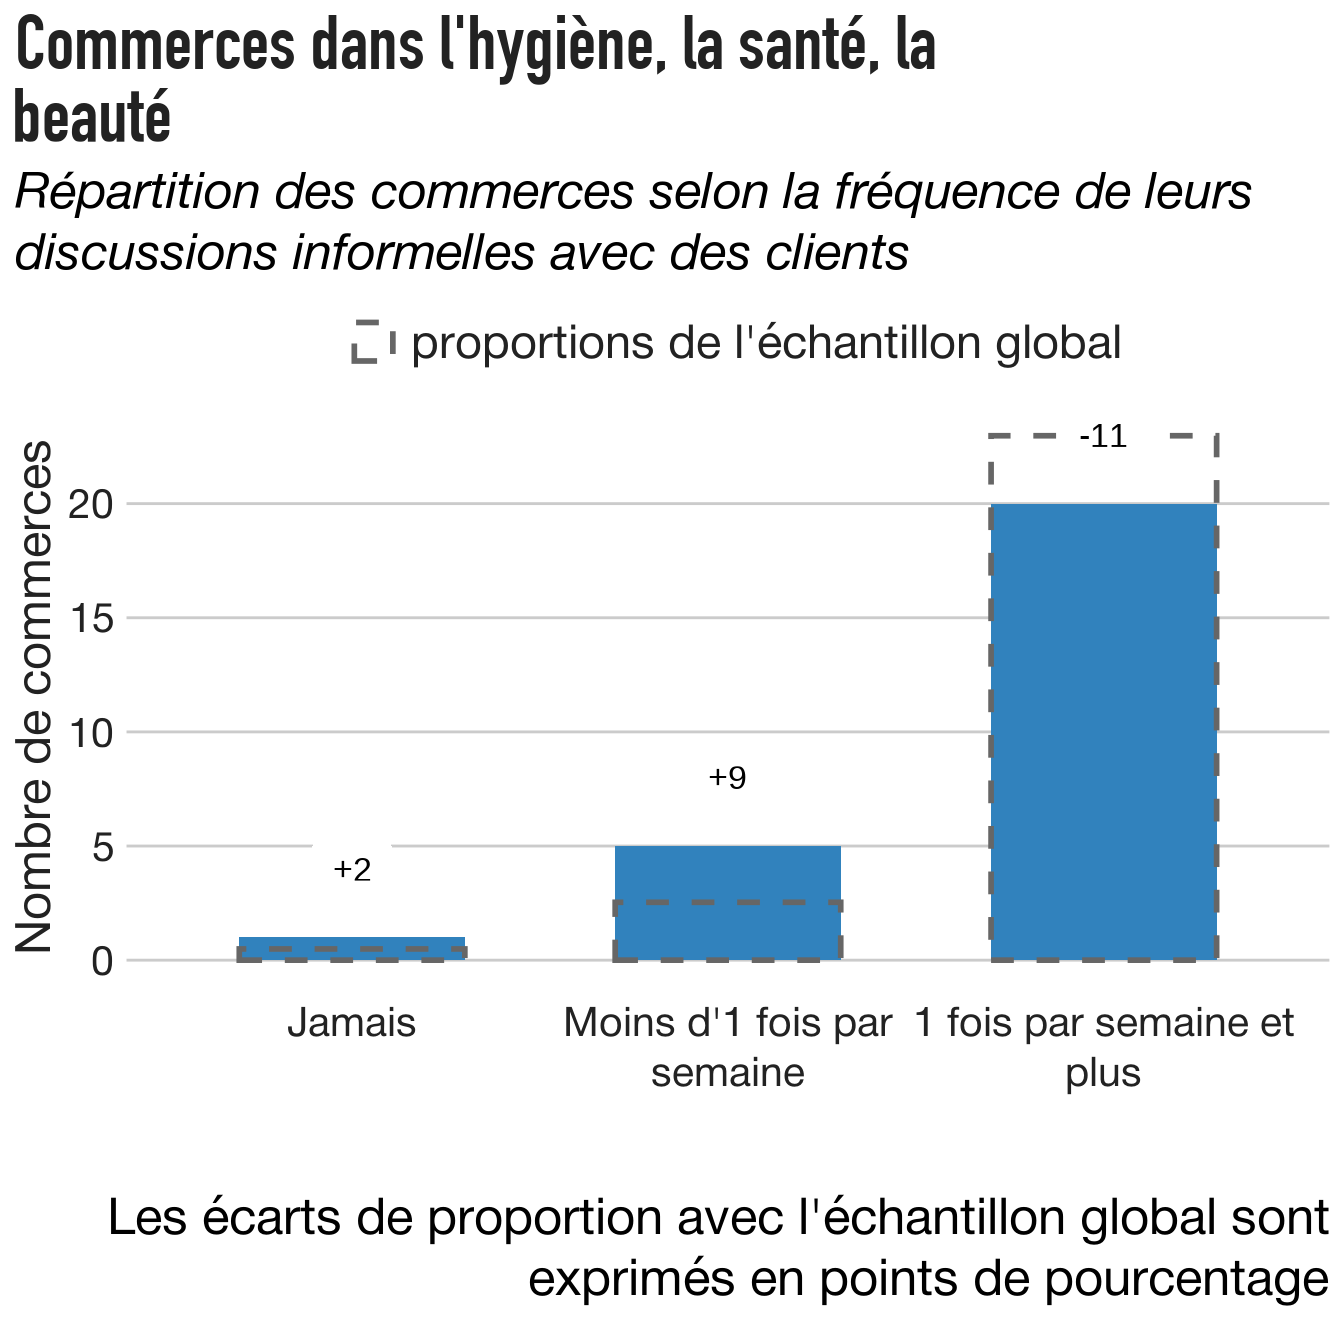 Commerces dans l'hygiène, la santé, la
beauté
Répartition des commerces selon la fréquence de leurs
discussions informelles avec des clients
proportions de l'échantillon global
Nombre de commerces
-11
20
15
10
+9
5
+2
0
Jamais
Moins d'1 fois par
semaine
1 fois par semaine et
plus
Les écarts de proportion avec l'échantillon global sont
exprimés en points de pourcentage